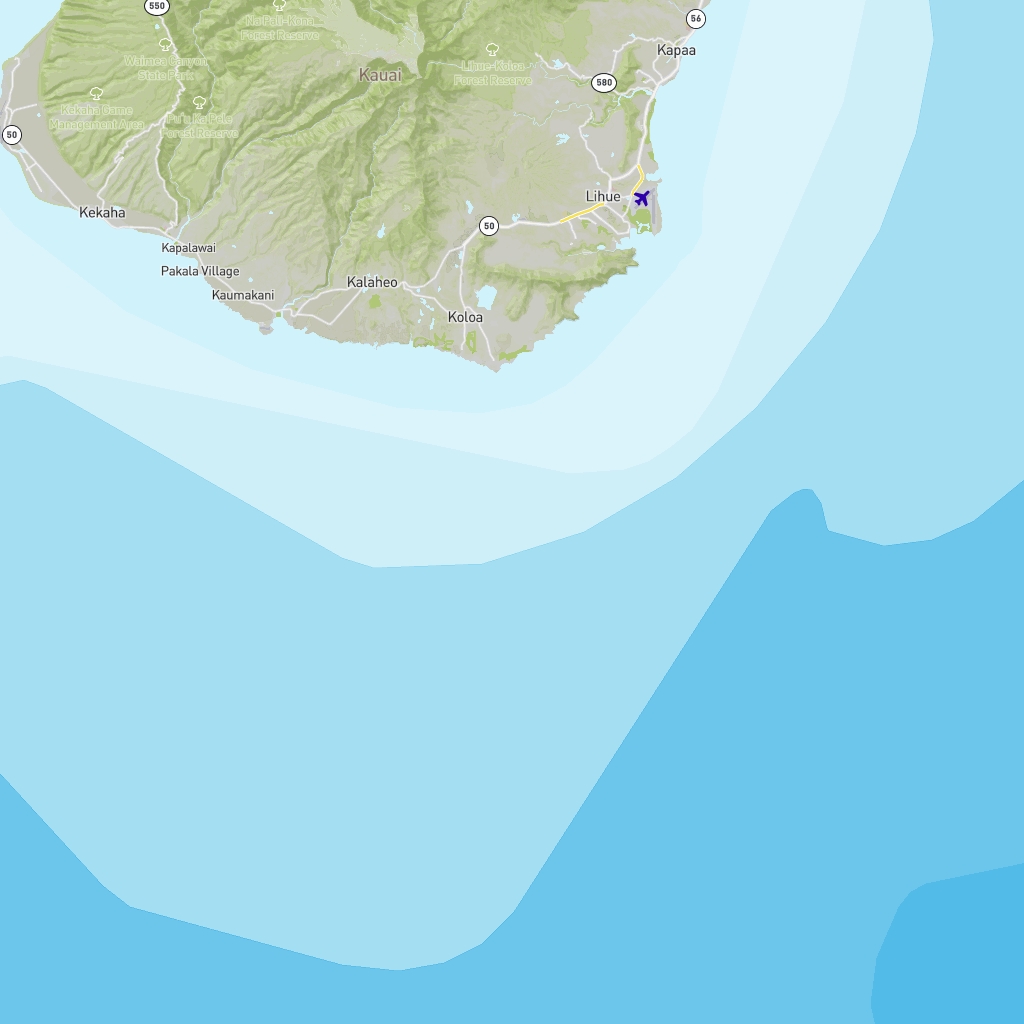 550
Na Pali-Kona
Forest Reserve
56
Kapaa
Waimea Canyon
State Park
Kauai
Lihue-Koloa
Forest Reserve
580
Kekaha Game
Management Area
Pu'u Ka Pele
Forest Reserve
50
Lihue
Kekaha
50
Kapalawai
Pakala Village
Kalaheo
Kaumakani
Koloa